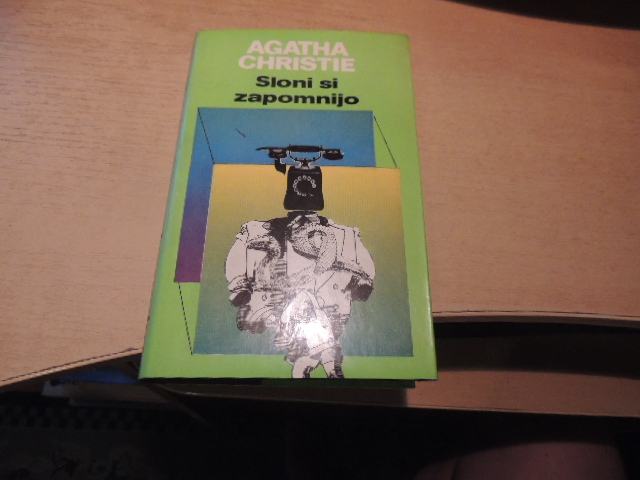 AGATHA
CHRISTIE
Sloni si
zapomnijo